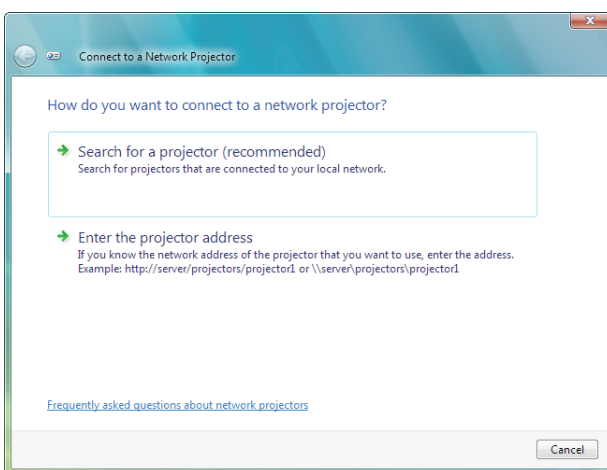 Connect to a Network Projector
How do you want to connect to a network projector?
Search for a projector (recommended)
Search for projectors that are connected to your local network.
Enter the projector address
If you know the network address of the projector that you want to use, enter the address.
Example: http://server/projectors/projector1 or \\server\projectors\projector1
Frequently asked questions about network projectors
Cancel